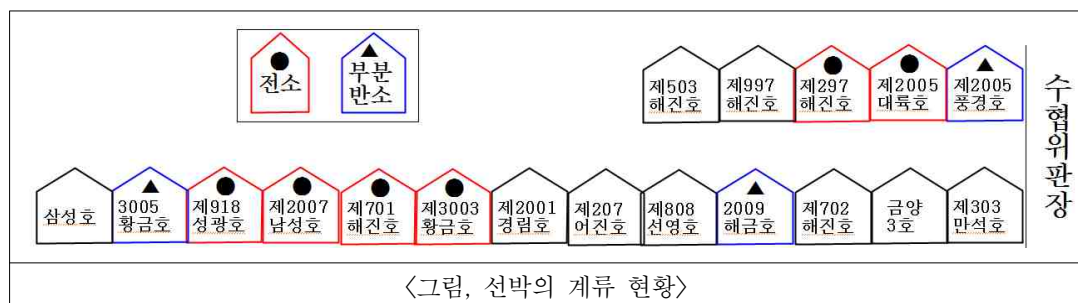 전소
부분
반소
제503
해진호
제997
해진호
제297
해진호
제2005
대륙호
제2005
풍경호
수협위판장
삼성호
3005
황금호
제918
성광호
제2007
남성호
제701
해진호
제3003
황금호
제2001
경림호
제207
어진호
제808
선영호
2009
해금호
제702
해진호
금양
3호
제303
만석호
〈그림, 선박의 계류 현황〉